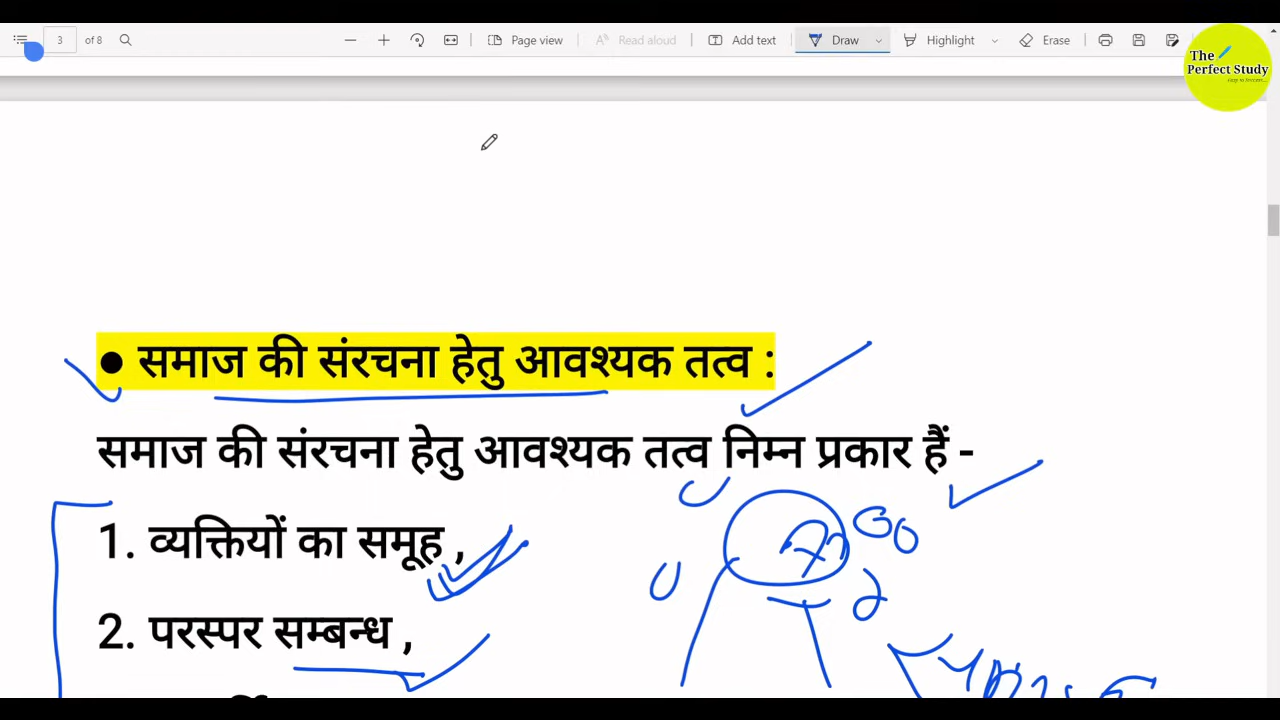 3 of 8 Page view Read aloud Add text Draw Highlight Erase
The
Perfect Study
● समाज की संरचना हेतु आवश्यक तत्व :
समाज की संरचना हेतु आवश्यक तत्व निम्न प्रकार हैं -
1. व्यक्तियों का समूह ,
2. परस्पर सम्बन्ध ,